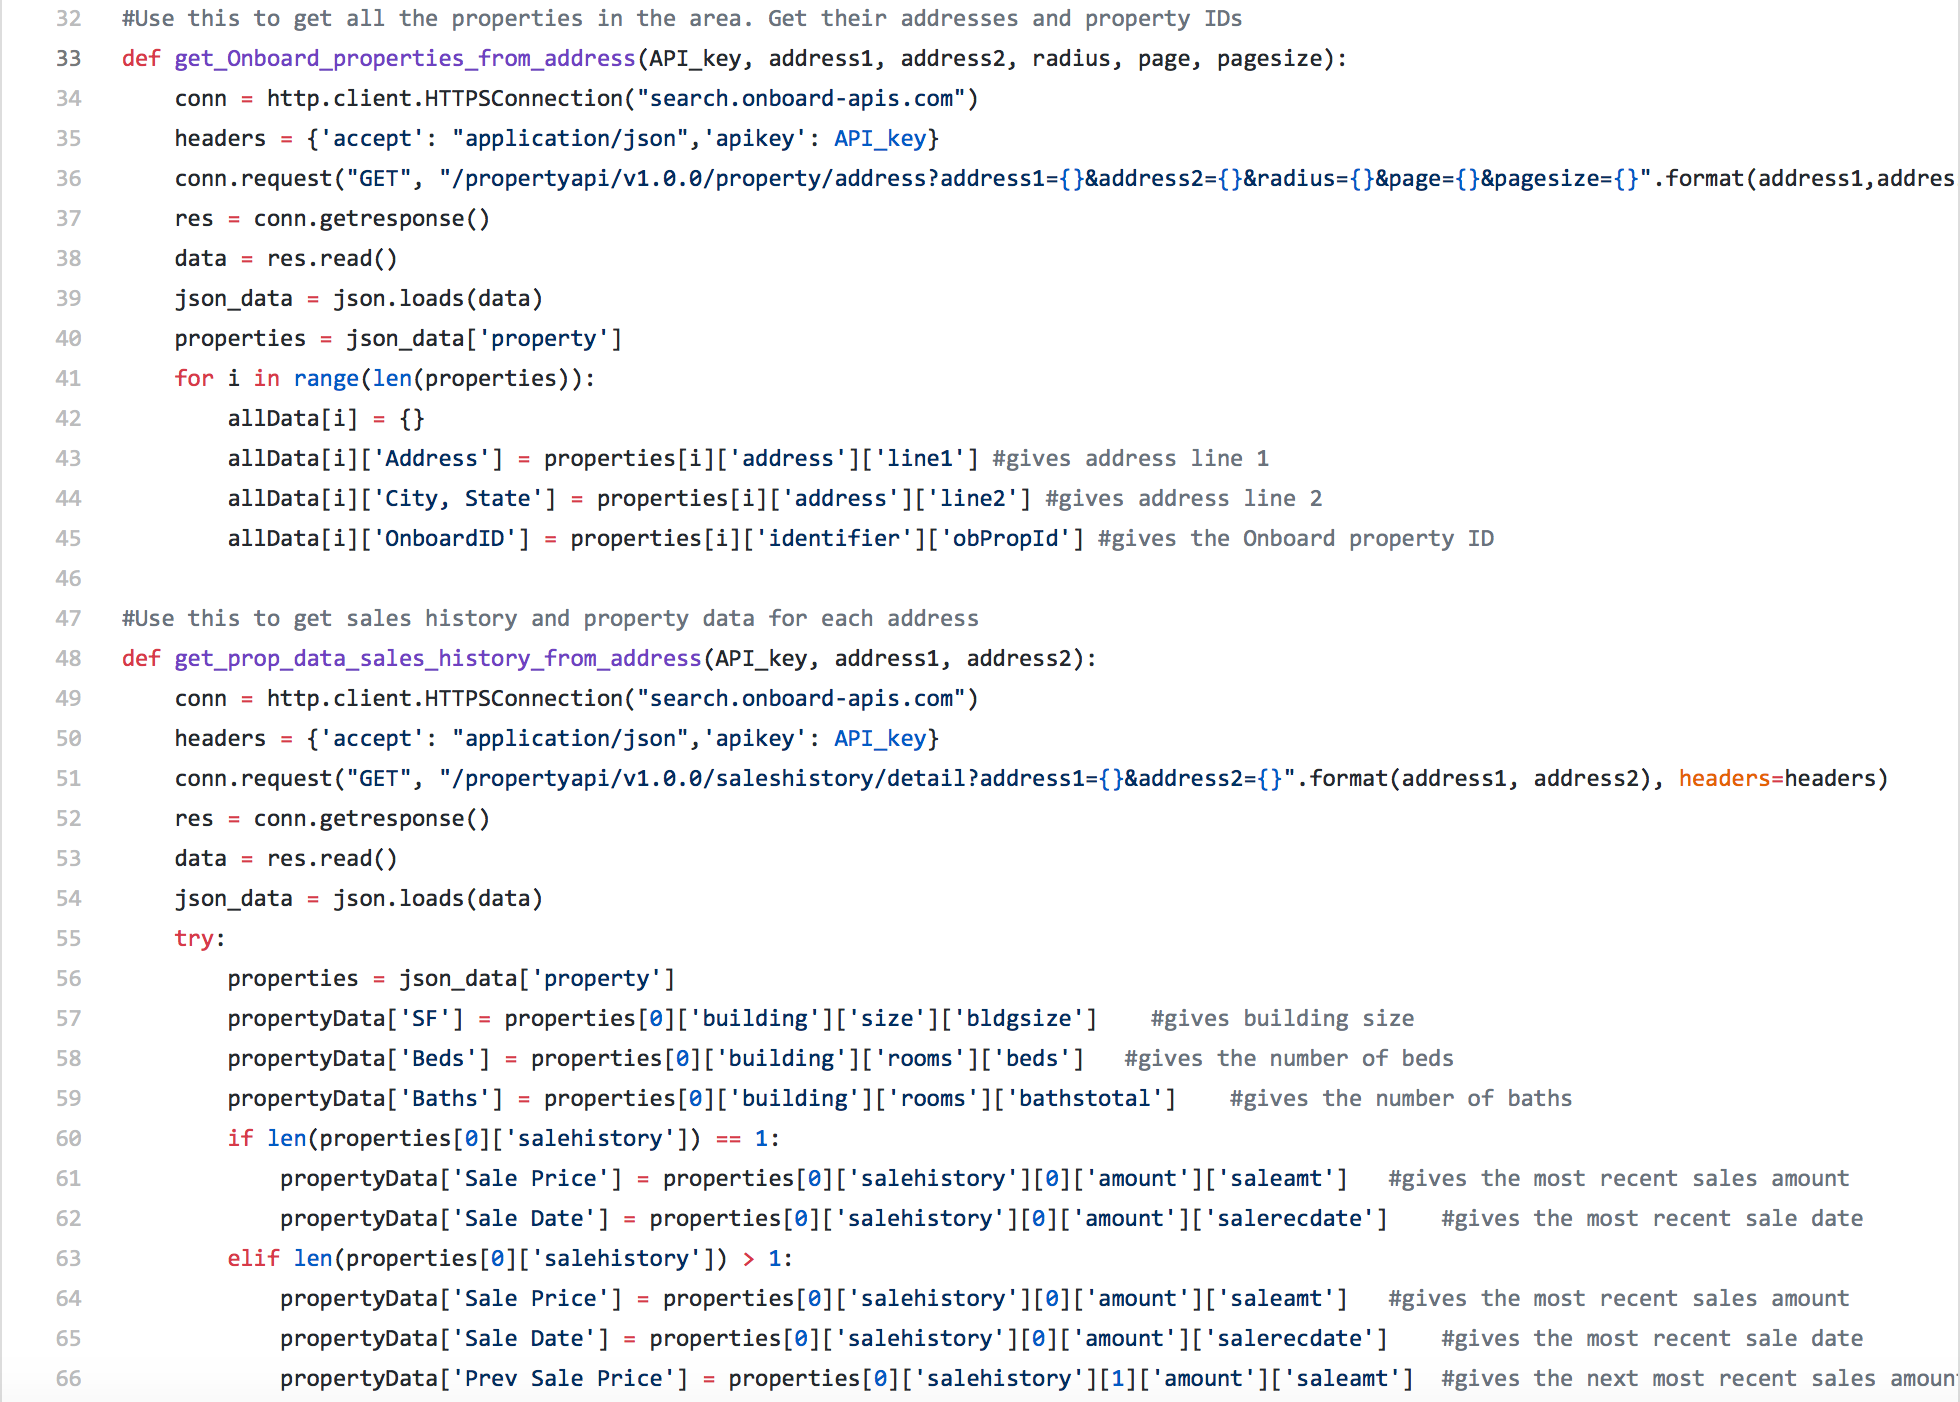 32 #Use this to get all the properties in the area. Get their addresses and property IDs
33 def get_Onboard_properties_from_address(API_key, address1, address2, radius, page, pagesize):
34     conn = http.client.HTTPSConnection("search.onboard-apis.com")
35     headers = {'accept': "application/json",'apikey': API_key}
36     conn.request("GET", "/propertyapi/v1.0.0/property/address?address1={}&address2={}&radius={}&page={}&pagesize={}".format(address1,addres
37     res = conn.getresponse()
38     data = res.read()
39     json_data = json.loads(data)
40     properties = json_data['property']
41     for i in range(len(properties)):
42         allData[i] = {}
43         allData[i]['Address'] = properties[i]['address']['line1'] #gives address line 1
44         allData[i]['City, State'] = properties[i]['address']['line2'] #gives address line 2
45         allData[i]['OnboardID'] = properties[i]['identifier']['obPropId'] #gives the Onboard property ID
46
47 #Use this to get sales history and property data for each address
48 def get_prop_data_sales_history_from_address(API_key, address1, address2):
49     conn = http.client.HTTPSConnection("search.onboard-apis.com")
50     headers = {'accept': "application/json",'apikey': API_key}
51     conn.request("GET", "/propertyapi/v1.0.0/saleshistory/detail?address1={}&address2={}".format(address1, address2), headers=headers)
52     res = conn.getresponse()
53     data = res.read()
54     json_data = json.loads(data)
55     try:
56         properties = json_data['property']
57         propertyData['SF'] = properties[0]['building']['size']['bldgsize']    #gives building size
58         propertyData['Beds'] = properties[0]['building']['rooms']['beds']   #gives the number of beds
59         propertyData['Baths'] = properties[0]['building']['rooms']['bathstotal']    #gives the number of baths
60         if len(properties[0]['salehistory']) == 1:
61             propertyData['Sale Price'] = properties[0]['salehistory'][0]['amount']['saleamt']   #gives the most recent sales amount
62             propertyData['Sale Date'] = properties[0]['salehistory'][0]['amount']['salerecdate']    #gives the most recent sale date
63         elif len(properties[0]['salehistory']) > 1:
64             propertyData['Sale Price'] = properties[0]['salehistory'][0]['amount']['saleamt']   #gives the most recent sales amount
65             propertyData['Sale Date'] = properties[0]['salehistory'][0]['amount']['salerecdate']    #gives the most recent sale date
66             propertyData['Prev Sale Price'] = properties[0]['salehistory'][1]['amount']['saleamt']  #gives the next most recent sales amoun